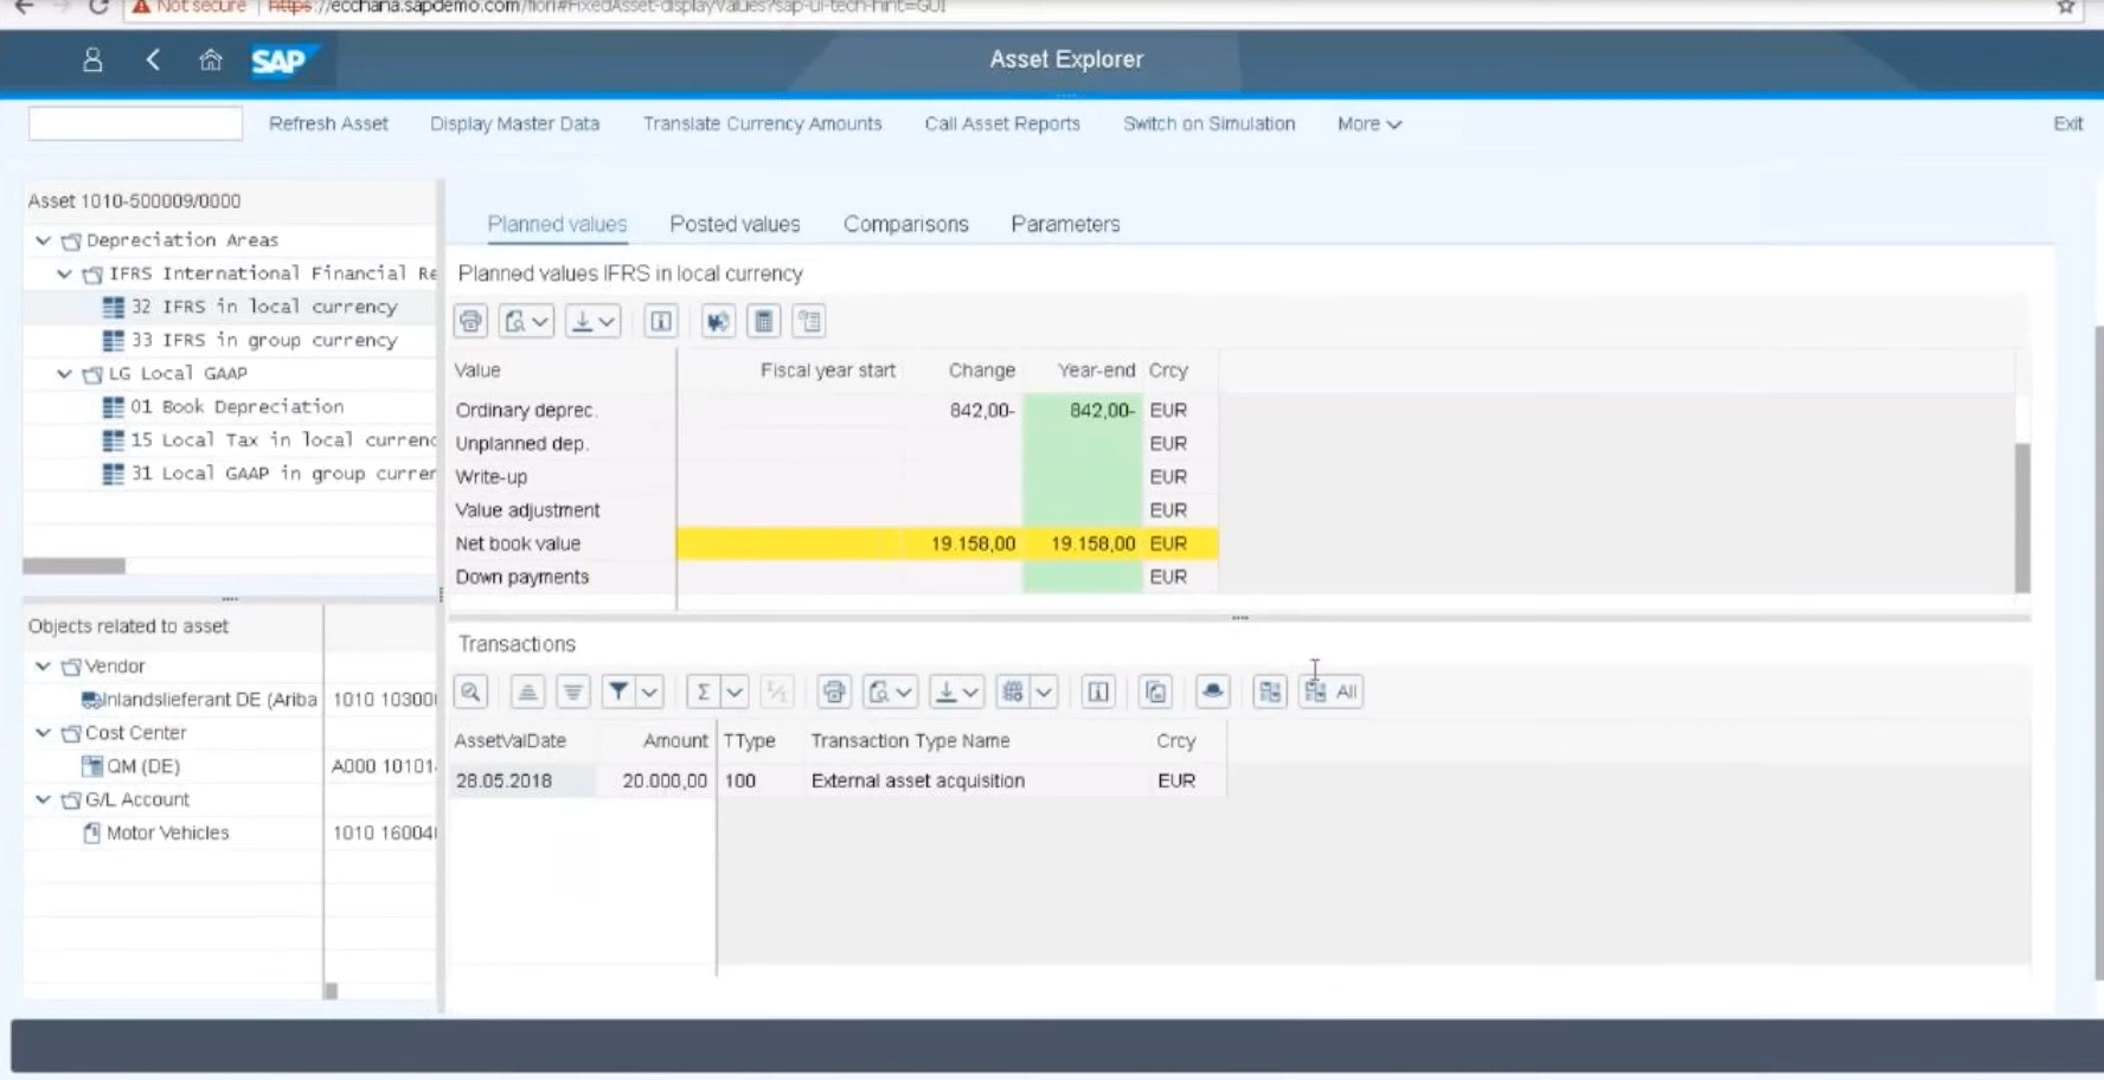 Not secure https://ecchana.sapdemo.com/fiori#FixedAsset-displayValues?sap-ui-tech-hint=GUI
SAP Asset Explorer
Refresh Asset Display Master Data Translate Currency Amounts Call Asset Reports Switch on Simulation More Exit
Asset 1010-500009/0000
Depreciation Areas
IFRS International Financial Re
32 IFRS in local currency
33 IFRS in group currency
LG Local GAAP
01 Book Depreciation
15 Local Tax in local currenc
31 Local GAAP in group currer
Objects related to asset
Vendor
Inlandslieferant DE (Ariba 1010 10300
Cost Center
QM (DE) A000 10101
G/L Account
Motor Vehicles 1010 16004
Planned values Posted values Comparisons Parameters
Planned values IFRS in local currency
Value Fiscal year start Change Year-end Crcy
Ordinary deprec. 842,00- 842,00- EUR
Unplanned dep. EUR
Write-up EUR
Value adjustment EUR
Net book value 19.158,00 19.158,00 EUR
Down payments EUR
Transactions
All
AssetValDate Amount TType Transaction Type Name Crcy
28.05.2018 20.000,00 100 External asset acquisition EUR